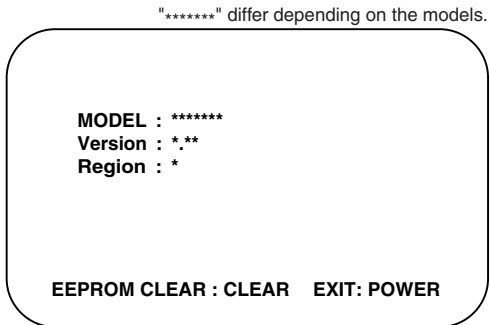 "*******" differ depending on the models.
MODEL : *******
Version : *.**
Region : *
EEPROM CLEAR : CLEAR EXIT: POWER